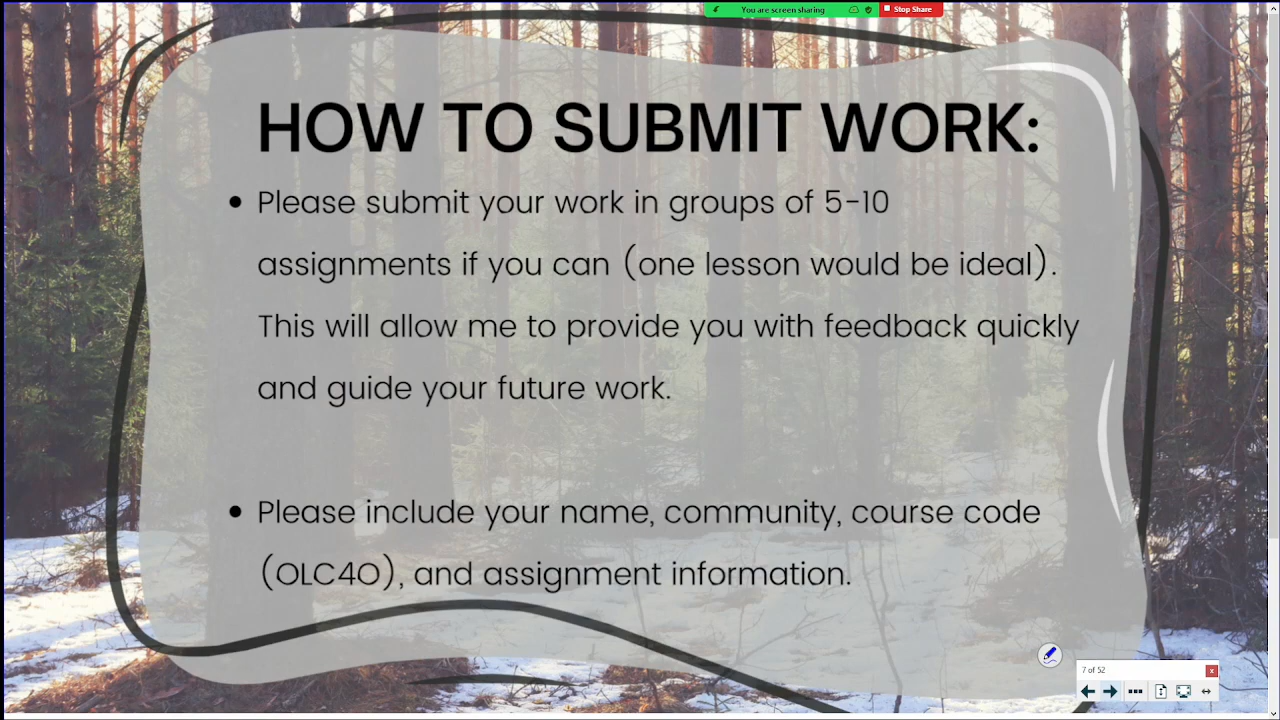 You are screen sharing
Stop Share
HOW TO SUBMIT WORK:
• Please submit your work in groups of 5-10
assignments if you can (one lesson would be ideal).
This will allow me to provide you with feedback quickly
and guide your future work.
• Please include your name, community, course code
(OLC4O), and assignment information.
7 of 52